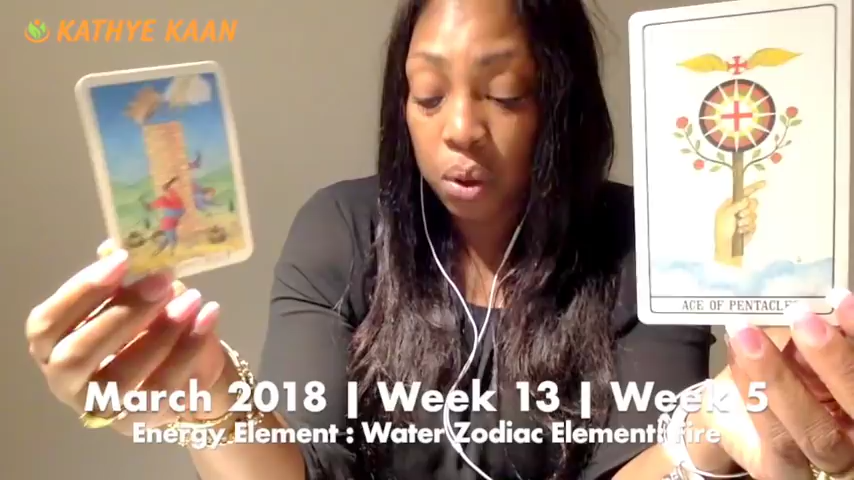 KATHYE KAAN
ACE OF PENTACLES
March 2018 | Week 13 | Week 5
Energy Element : Water Zodiac Element: Fire